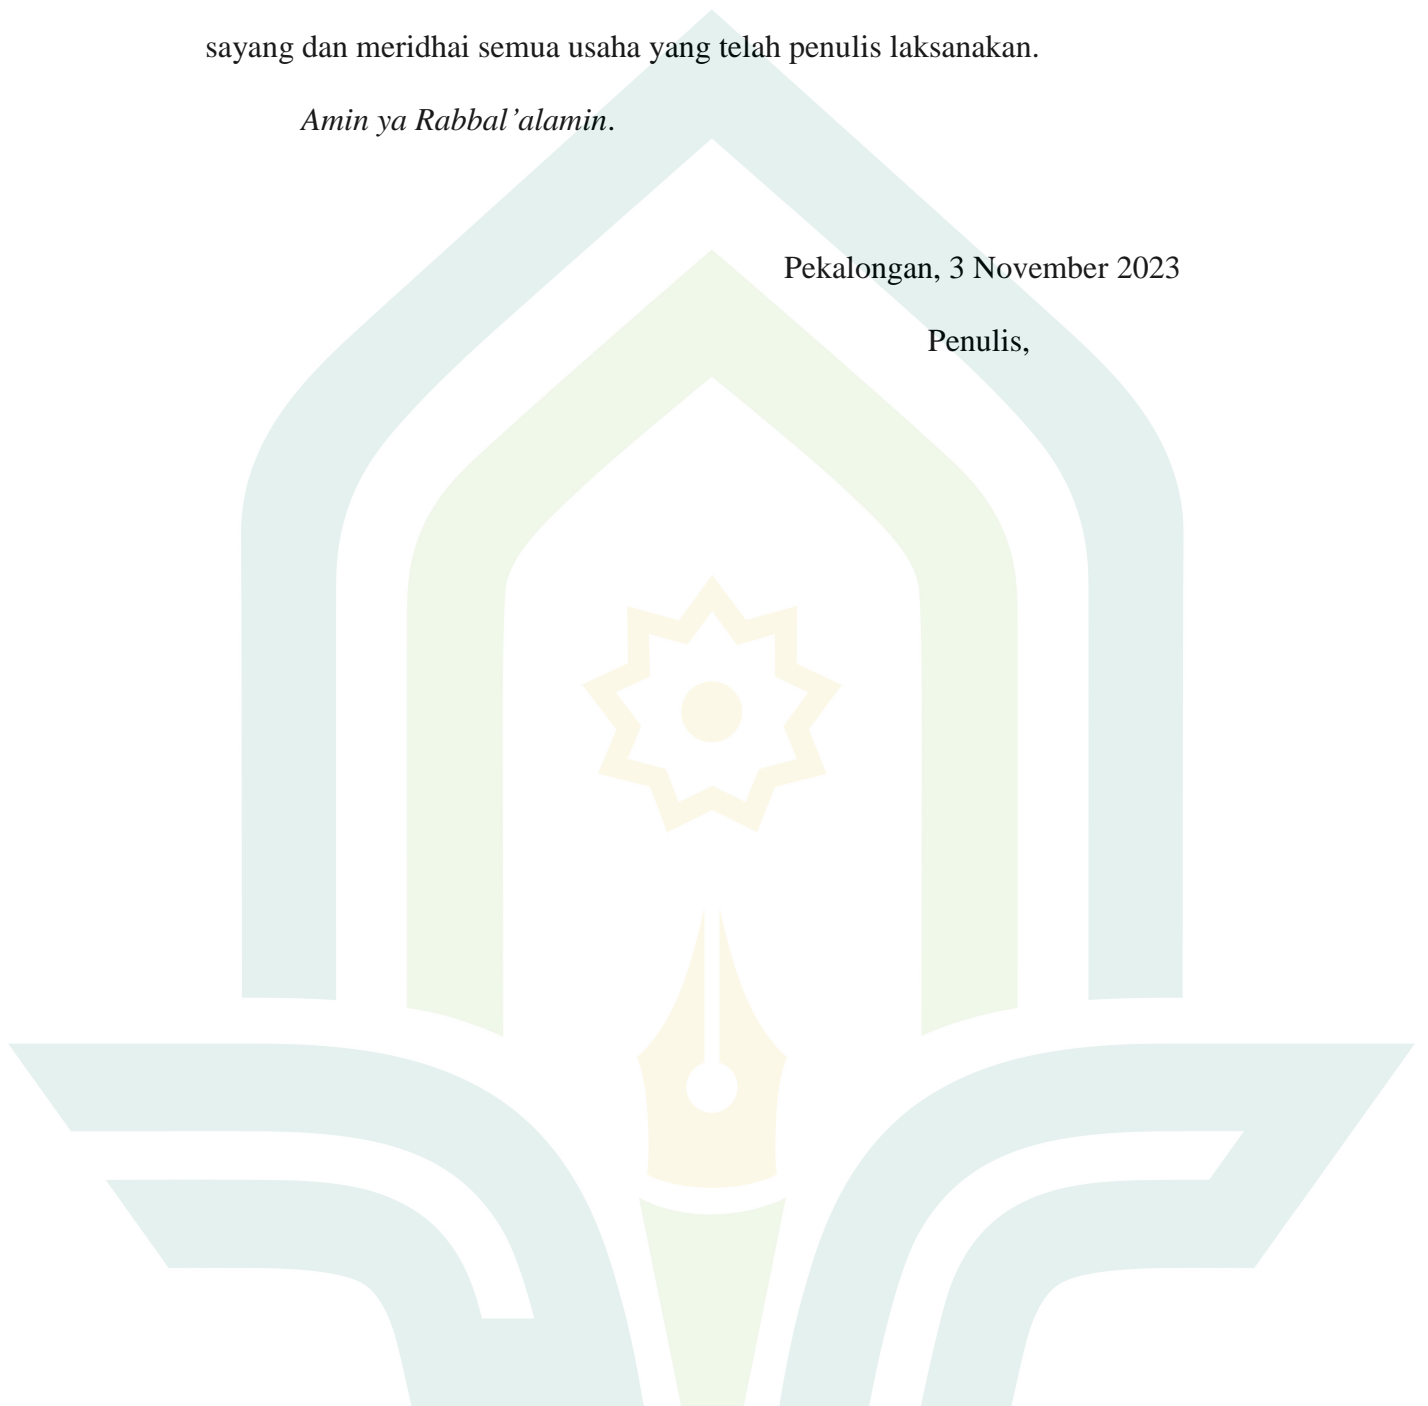 sayang dan meridhai semua usaha yang telah penulis laksanakan.
Amin ya Rabbal’alamin.
Pekalongan, 3 November 2023
Penulis,